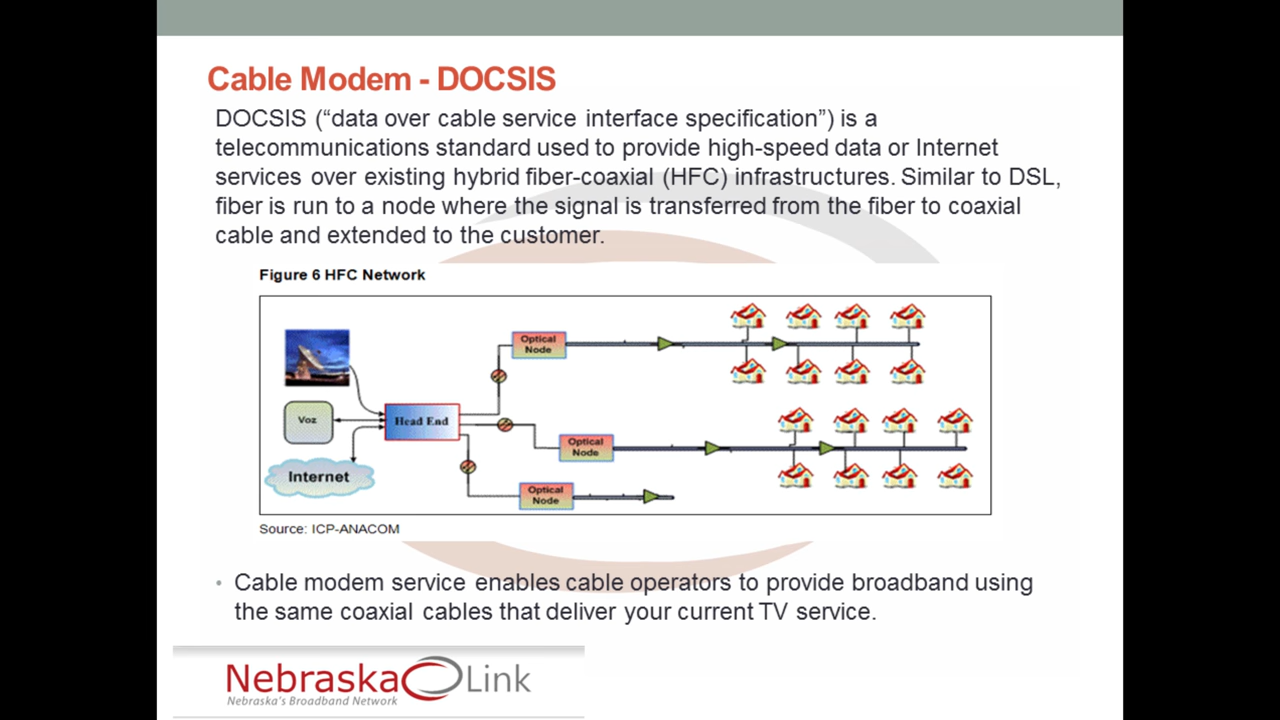 Cable Modem - DOCSIS
DOCSIS (“data over cable service interface specification”) is a
telecommunications standard used to provide high-speed data or Internet
services over existing hybrid fiber-coaxial (HFC) infrastructures. Similar to DSL,
fiber is run to a node where the signal is transferred from the fiber to coaxial
cable and extended to the customer.
Figure 6 HFC Network
Optical
Node
Voz
Head End
Optical
Node
Internet
Optical
Node
Source: ICP-ANACOM
• Cable modem service enables cable operators to provide broadband using
the same coaxial cables that deliver your current TV service.
Nebraska Link
Nebraska's Broadband Network